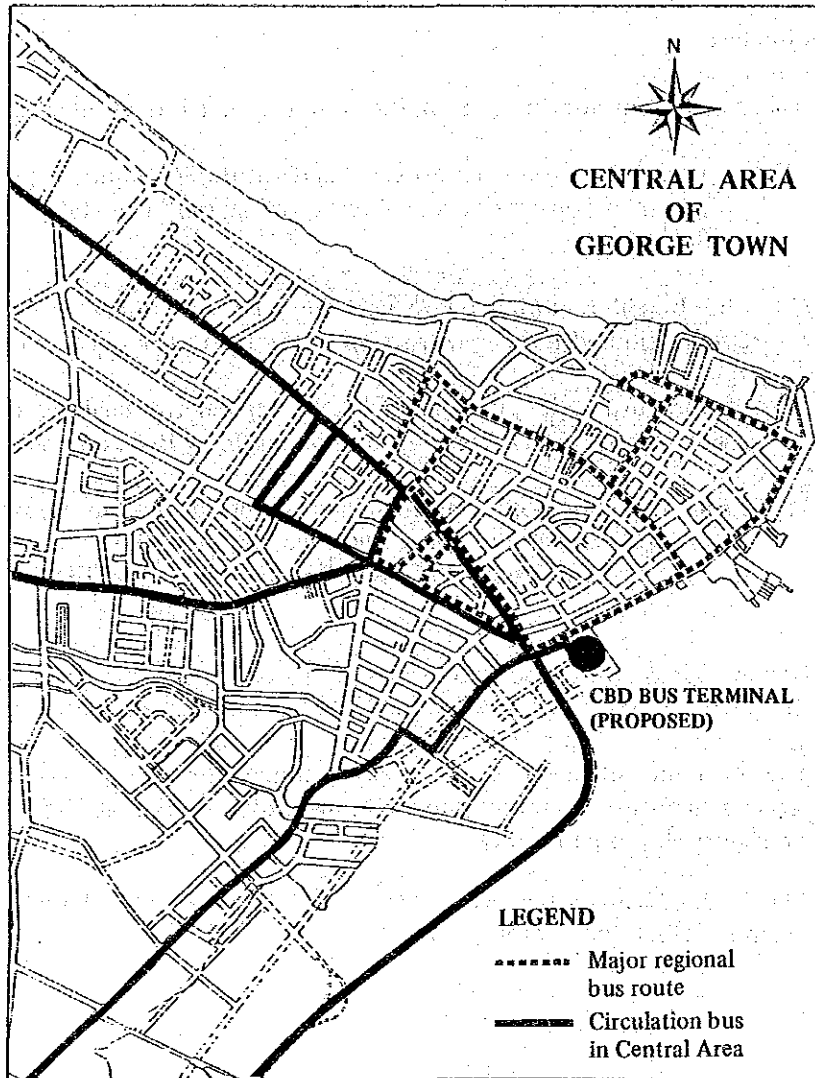 N
CENTRAL AREA
OF
GEORGE TOWN
CBD BUS TERMINAL
(PROPOSED)
LEGEND
Major regional
bus route
Circulation bus
in Central Area